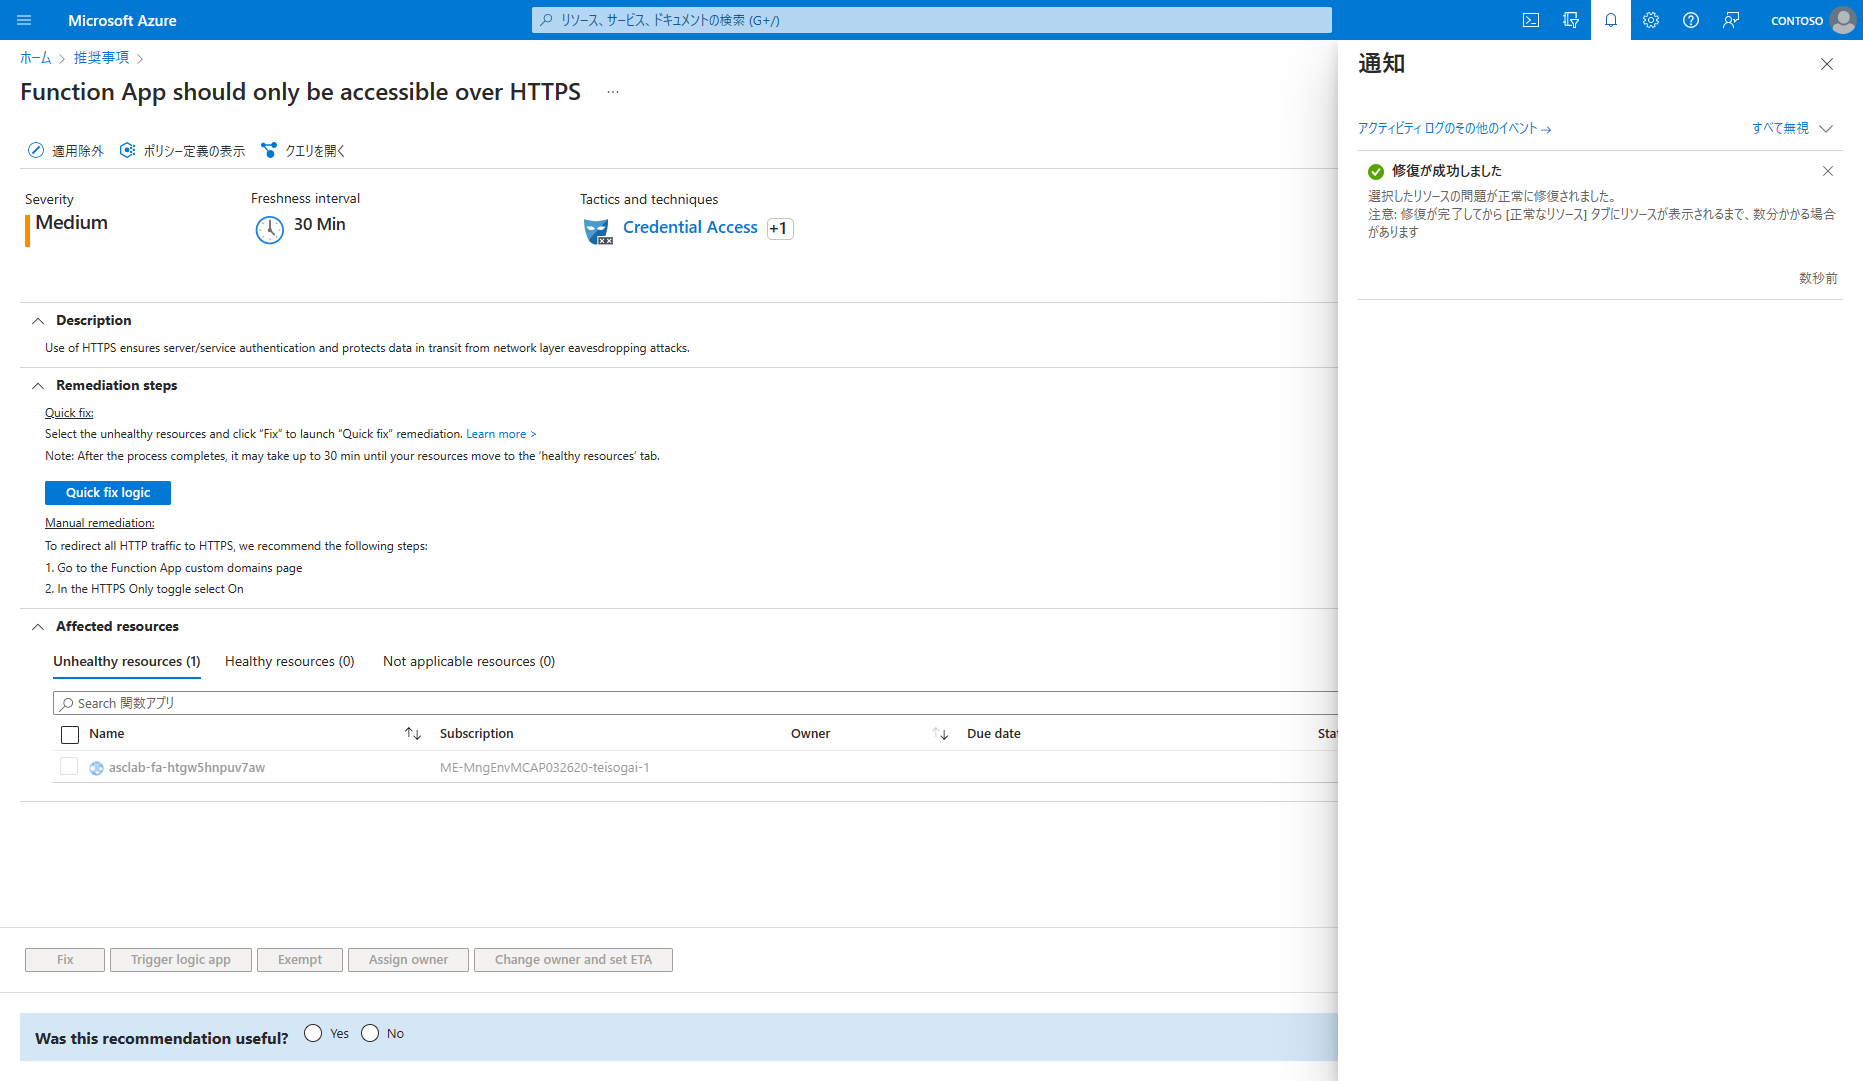 Microsoft Azure
リソース、サービス、ドキュメントの検索 (G+/)
CONTOSO
ホーム
推奨事項
Function App should only be accessible over HTTPS
適用除外
ポリシー定義の表示
クエリを開く
Severity
Medium
Freshness interval
30 Min
Tactics and techniques
Credential Access +1
Description
Use of HTTPS ensures server/service authentication and protects data in transit from network layer eavesdropping attacks.
Remediation steps
Quick fix:
Select the unhealthy resources and click “Fix” to launch “Quick fix” remediation. Learn more >
Note: After the process completes, it may take up to 30 min until your resources move to the ‘healthy resources’ tab.
Quick fix logic
Manual remediation:
To redirect all HTTP traffic to HTTPS, we recommend the following steps:
1. Go to the Function App custom domains page
2. In the HTTPS Only toggle select On
Affected resources
Unhealthy resources (1) Healthy resources (0) Not applicable resources (0)
Search 関数アプリ
Name Subscription Owner Due date Sta
asclab-fa-htgw5hnpuv7aw ME-MngEnvMCAP032620-teisogai-1
Fix Trigger logic app Exempt Assign owner Change owner and set ETA
Was this recommendation useful? Yes No
通知
アクティビティ ログのその他のイベント →
すべて無視
修復が成功しました
選択したリソースの問題が正常に修復されました。
注意: 修復が完了してから [正常なリソース] タブにリソースが表示されるまで、数分かかる場合
があります
数秒前